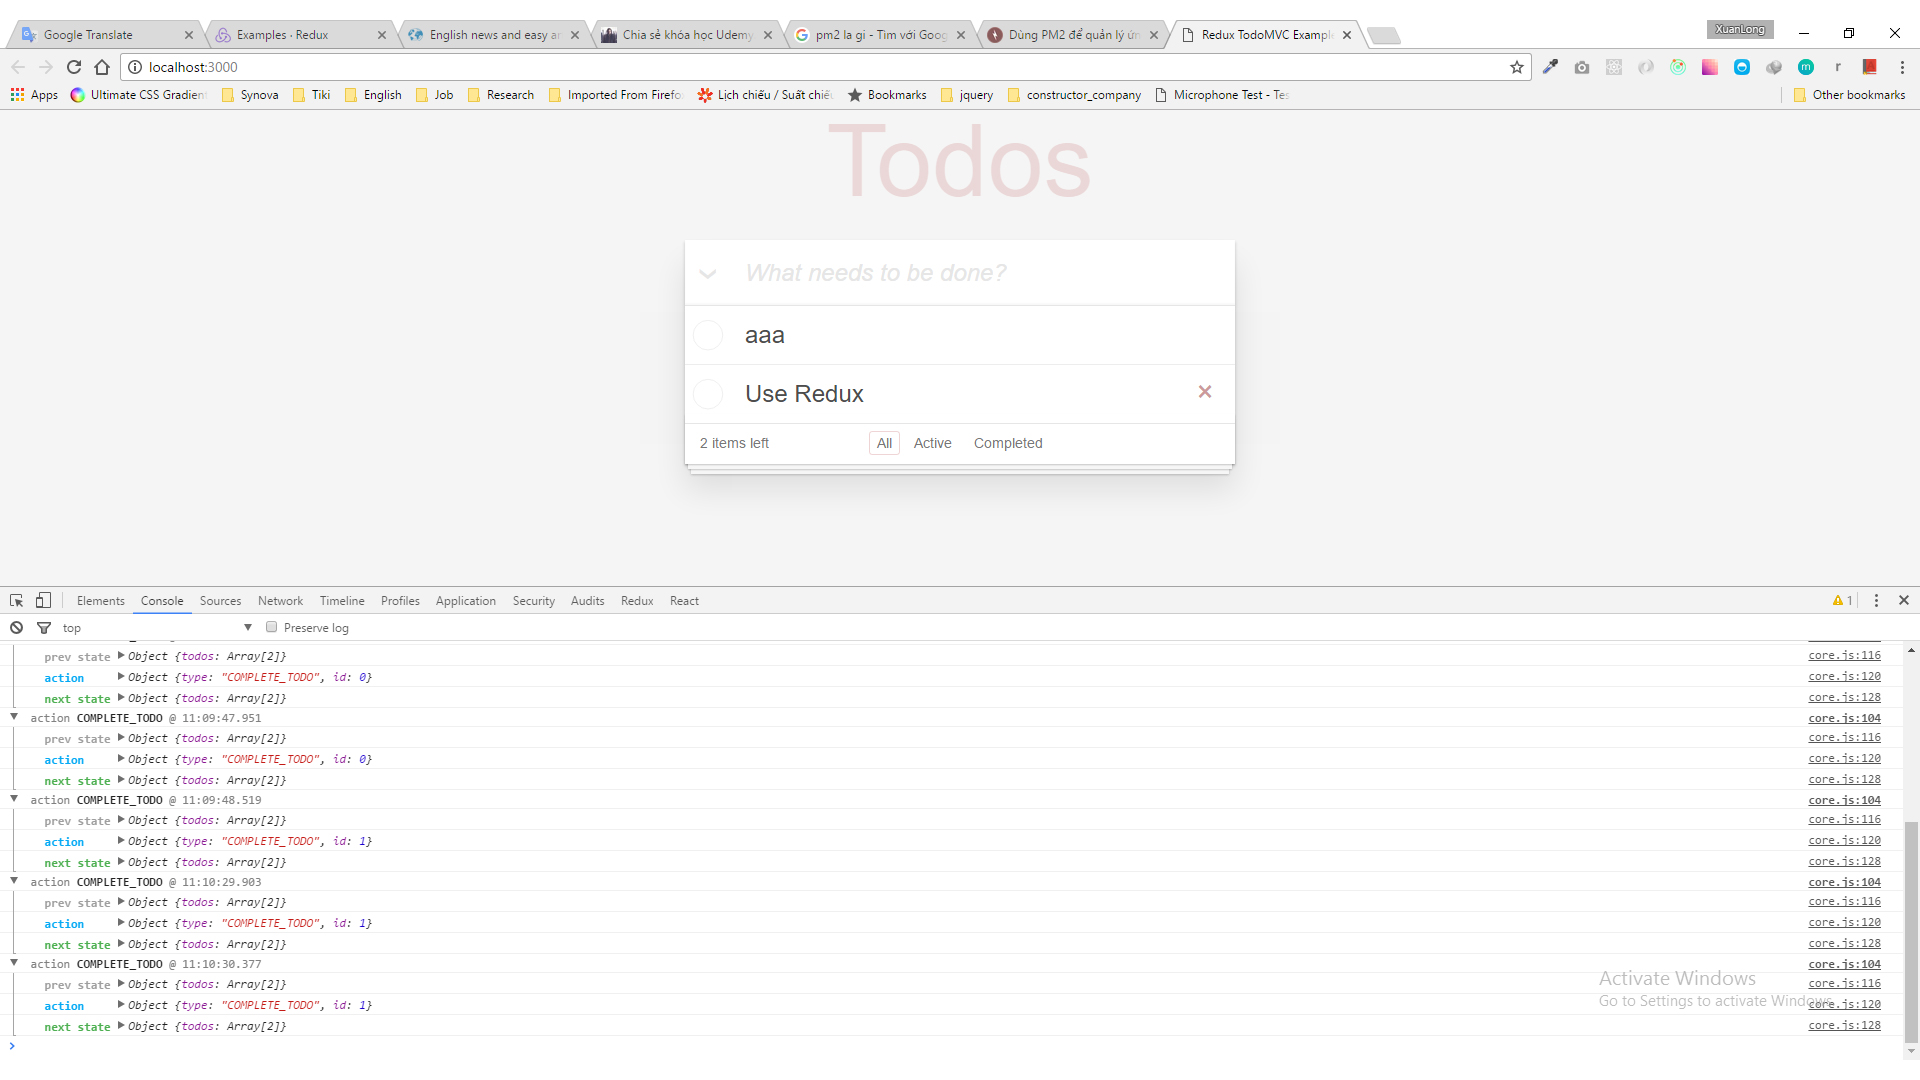 Google Translate
Examples · Redux
English news and easy
Chia sẻ khóa học Udemy
pm2 la gi - Tìm với Goog
Dùng PM2 để quản lý ứn
Redux TodoMVC Example
XuanLong
localhost:3000
Apps Ultimate CSS Gradien Synova Tiki English Job Research Imported From Firefo Lịch chiếu / Suất chiế Bookmarks jquery constructor_company Microphone Test - Tes Other bookmarks
Todos
What needs to be done?
aaa
Use Redux
2 items left All Active Completed
Elements Console Sources Network Timeline Profiles Application Security Audits Redux React 1
top Preserve log
prev state Object {todos: Array[2]} core.js:116
action Object {type: "COMPLETE_TODO", id: 0} core.js:120
next state Object {todos: Array[2]} core.js:128
action COMPLETE_TODO @ 11:09:47.951 core.js:104
prev state Object {todos: Array[2]} core.js:116
action Object {type: "COMPLETE_TODO", id: 0} core.js:120
next state Object {todos: Array[2]} core.js:128
action COMPLETE_TODO @ 11:09:48.519 core.js:104
prev state Object {todos: Array[2]} core.js:116
action Object {type: "COMPLETE_TODO", id: 1} core.js:120
next state Object {todos: Array[2]} core.js:128
action COMPLETE_TODO @ 11:10:29.903 core.js:104
prev state Object {todos: Array[2]} core.js:116
action Object {type: "COMPLETE_TODO", id: 1} core.js:120
next state Object {todos: Array[2]} core.js:128
action COMPLETE_TODO @ 11:10:30.377 core.js:104
prev state Object {todos: Array[2]} core.js:116
action Object {type: "COMPLETE_TODO", id: 1} core.js:120
next state Object {todos: Array[2]} core.js:128
Activate Windows
Go to Settings to activate Windows.